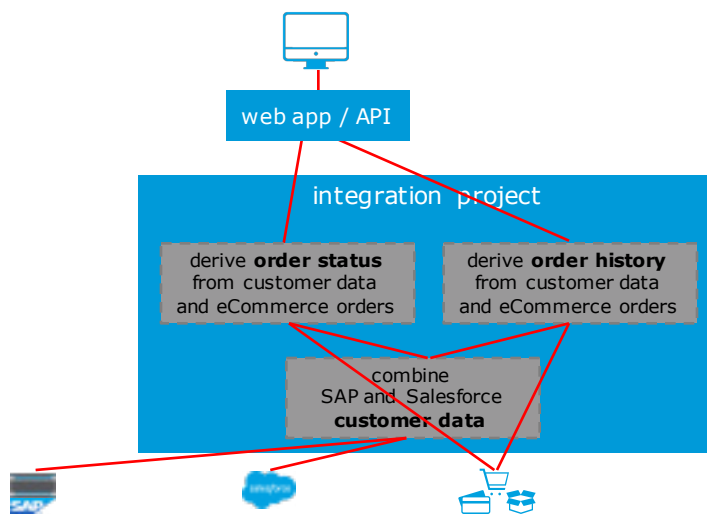 web app / API
integration project
derive order status
from customer data
and eCommerce orders
derive order history
from customer data
and eCommerce orders
combine
SAP and Salesforce
customer data
SAP
salesforce